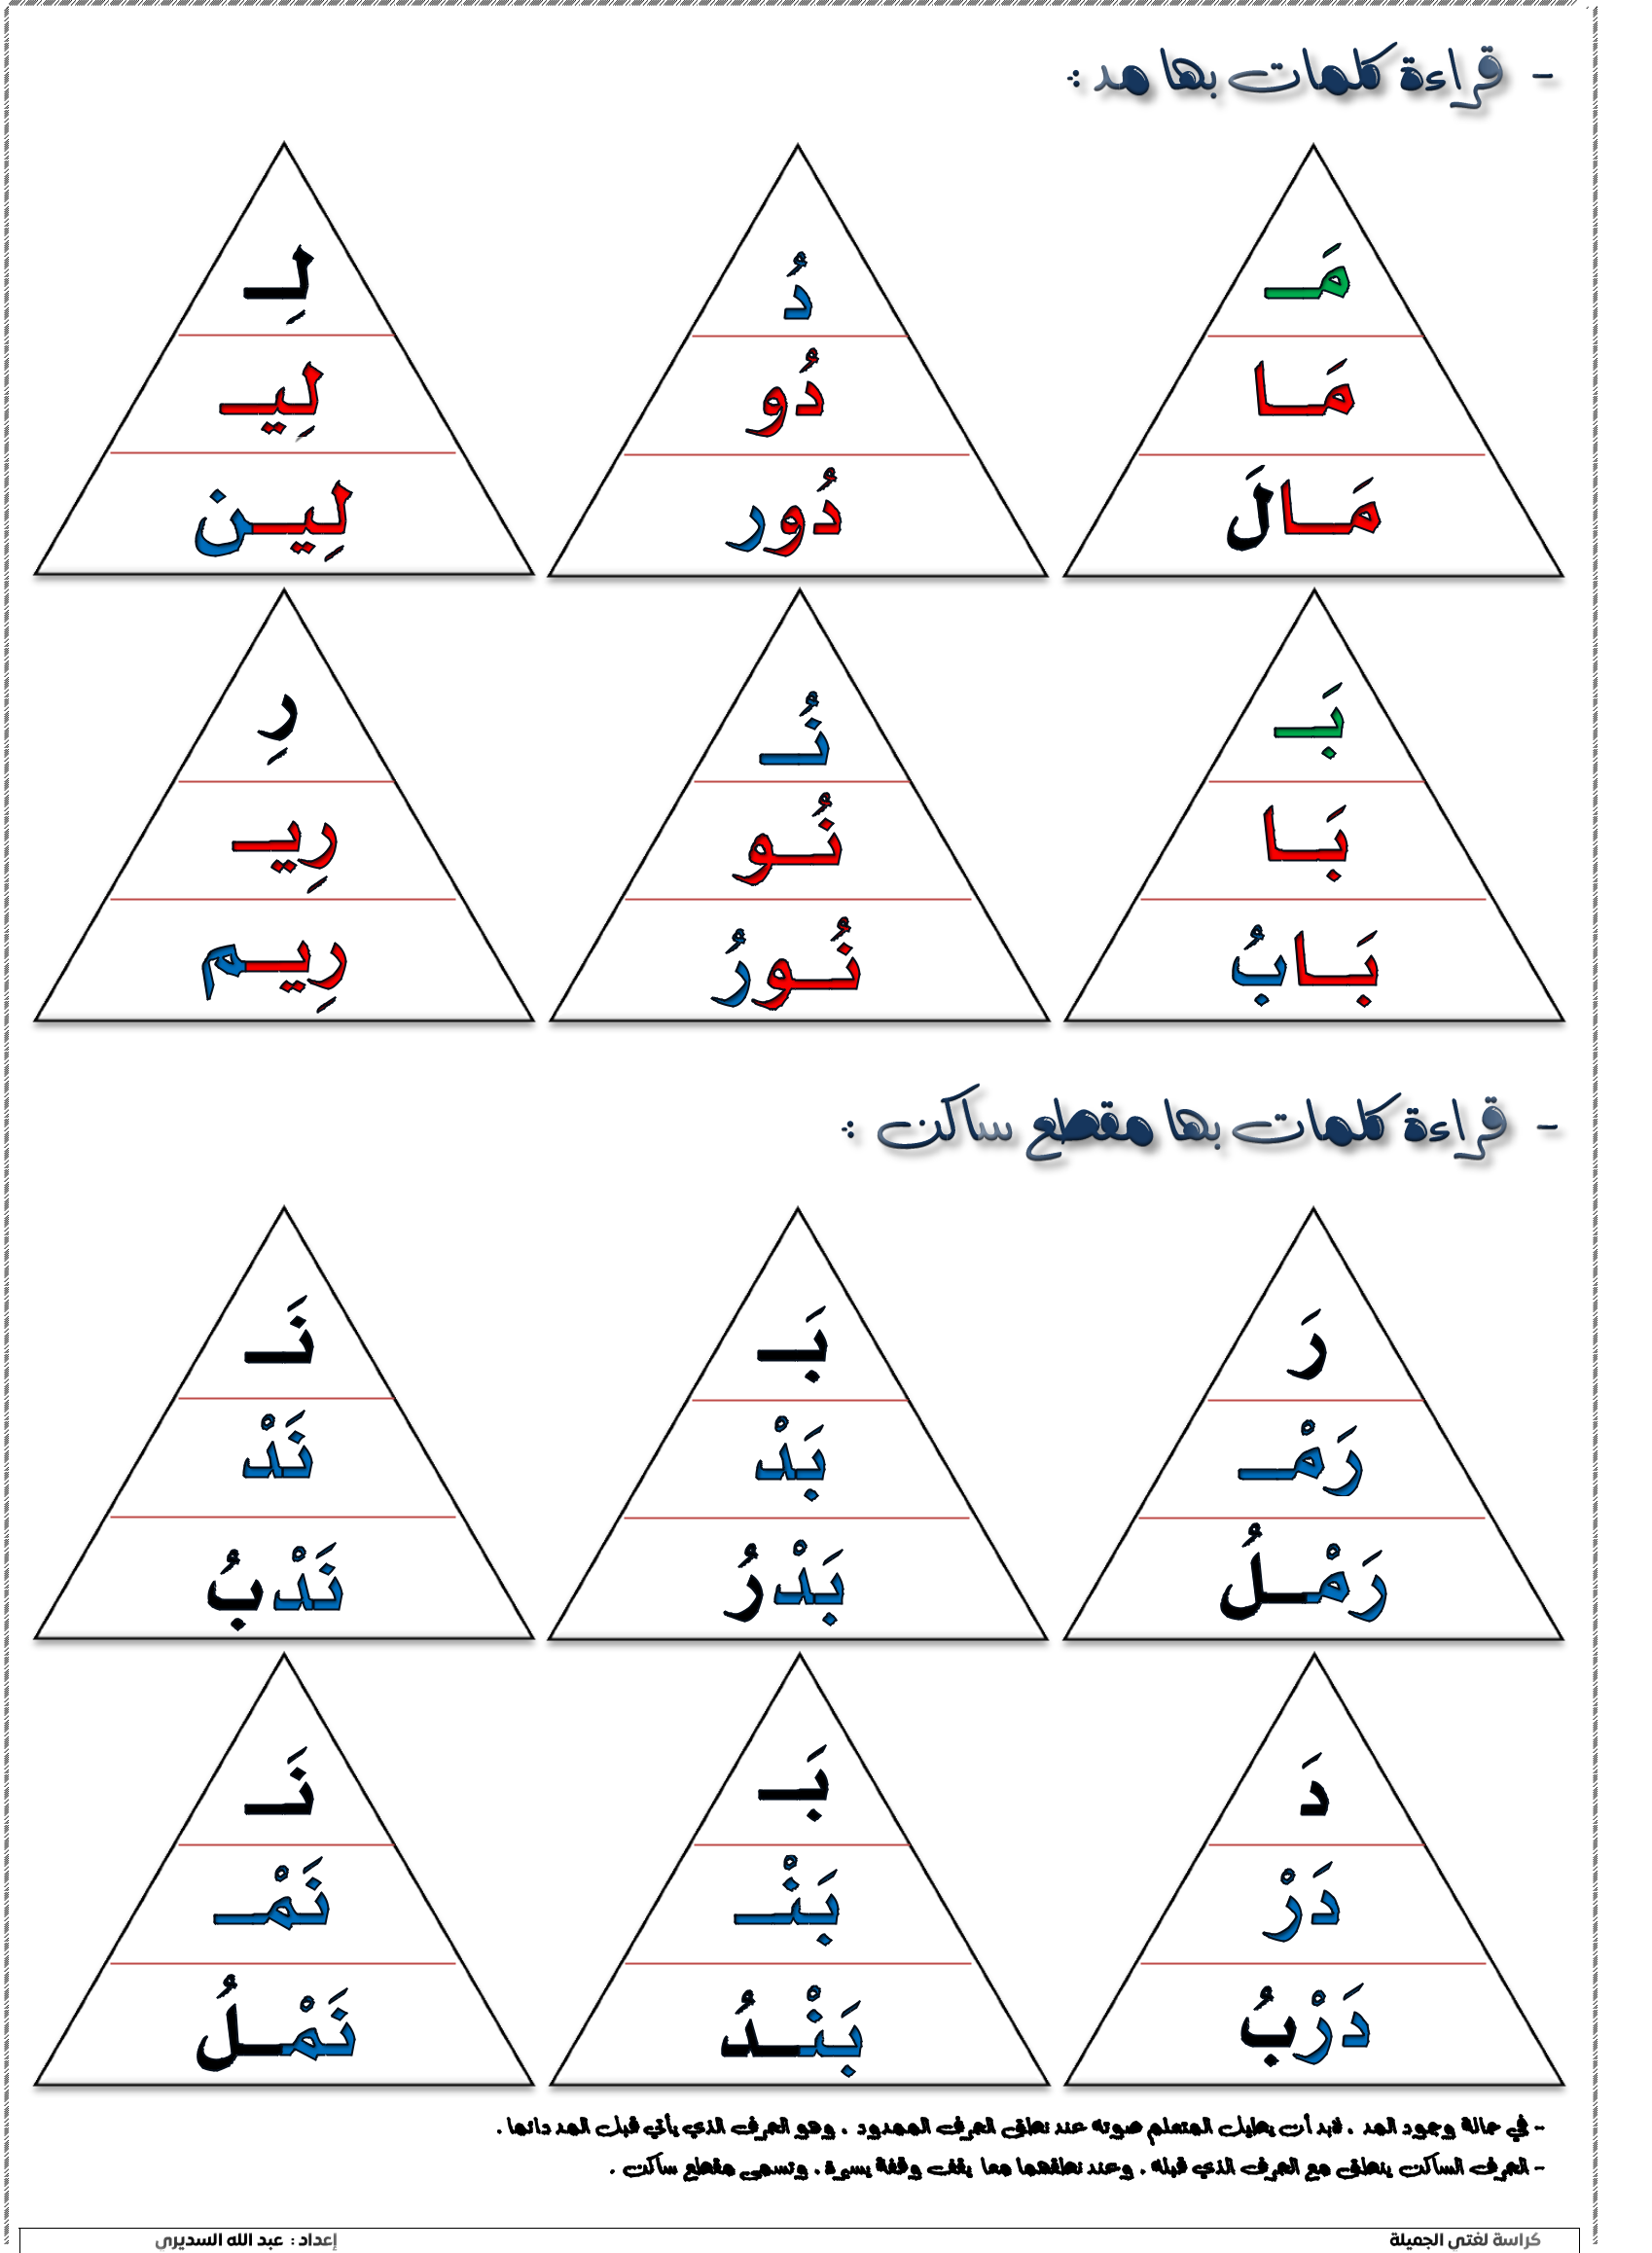 - قراءة كلمات بها مد :
مَـ
دُ
لِـ
مَـا
دُو
لِيـ
مَـالَ
دُور
لِيـن
بَـ
نُـ
رِ
بَـا
نُـو
رِيـ
بَـابُ
نُـورُ
رِيـم
- قراءة كلمات بها مقطع ساكن :
رَ
بَـ
نَـ
رَمْـ
بَدْ
نَدْ
رَمْـلُ
بَدْرُ
نَدْبُ
دَ
بَـ
نَـ
دَرْ
بَنْـ
نَمْـ
دَرْبُ
بَنْـدُ
نَمْـلُ
- في حالة وجود المد . لابد أن يطيل المتعلم صوته عند نطق الحرف الممدود . وهو الحرف الذي يأتي قبل المد دائما .
- الحرف الساكن ينطق مع الحرف الذي قبله . وعند نطقهما معا يقف وقفة يسيرة . وتسمى مقطع ساكن .
كراسة لغتي الجميلة
إعداد : عبد الله السديري